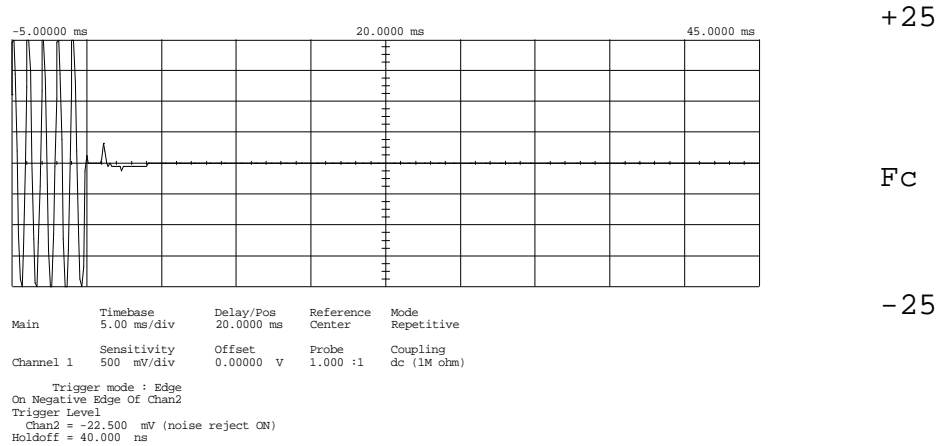 +25
-5.00000 ms 20.0000 ms 45.0000 ms
Fc
-25
Timebase Delay/Pos Reference Mode
Main 5.00 ms/div 20.0000 ms Center Repetitive
Sensitivity Offset Probe Coupling
Channel 1 500 mV/div 0.00000 V 1.000 :1 dc (1M ohm)
Trigger mode : Edge
On Negative Edge Of Chan2
Trigger Level
Chan2 = -22.500 mV (noise reject ON)
Holdoff = 40.000 ns